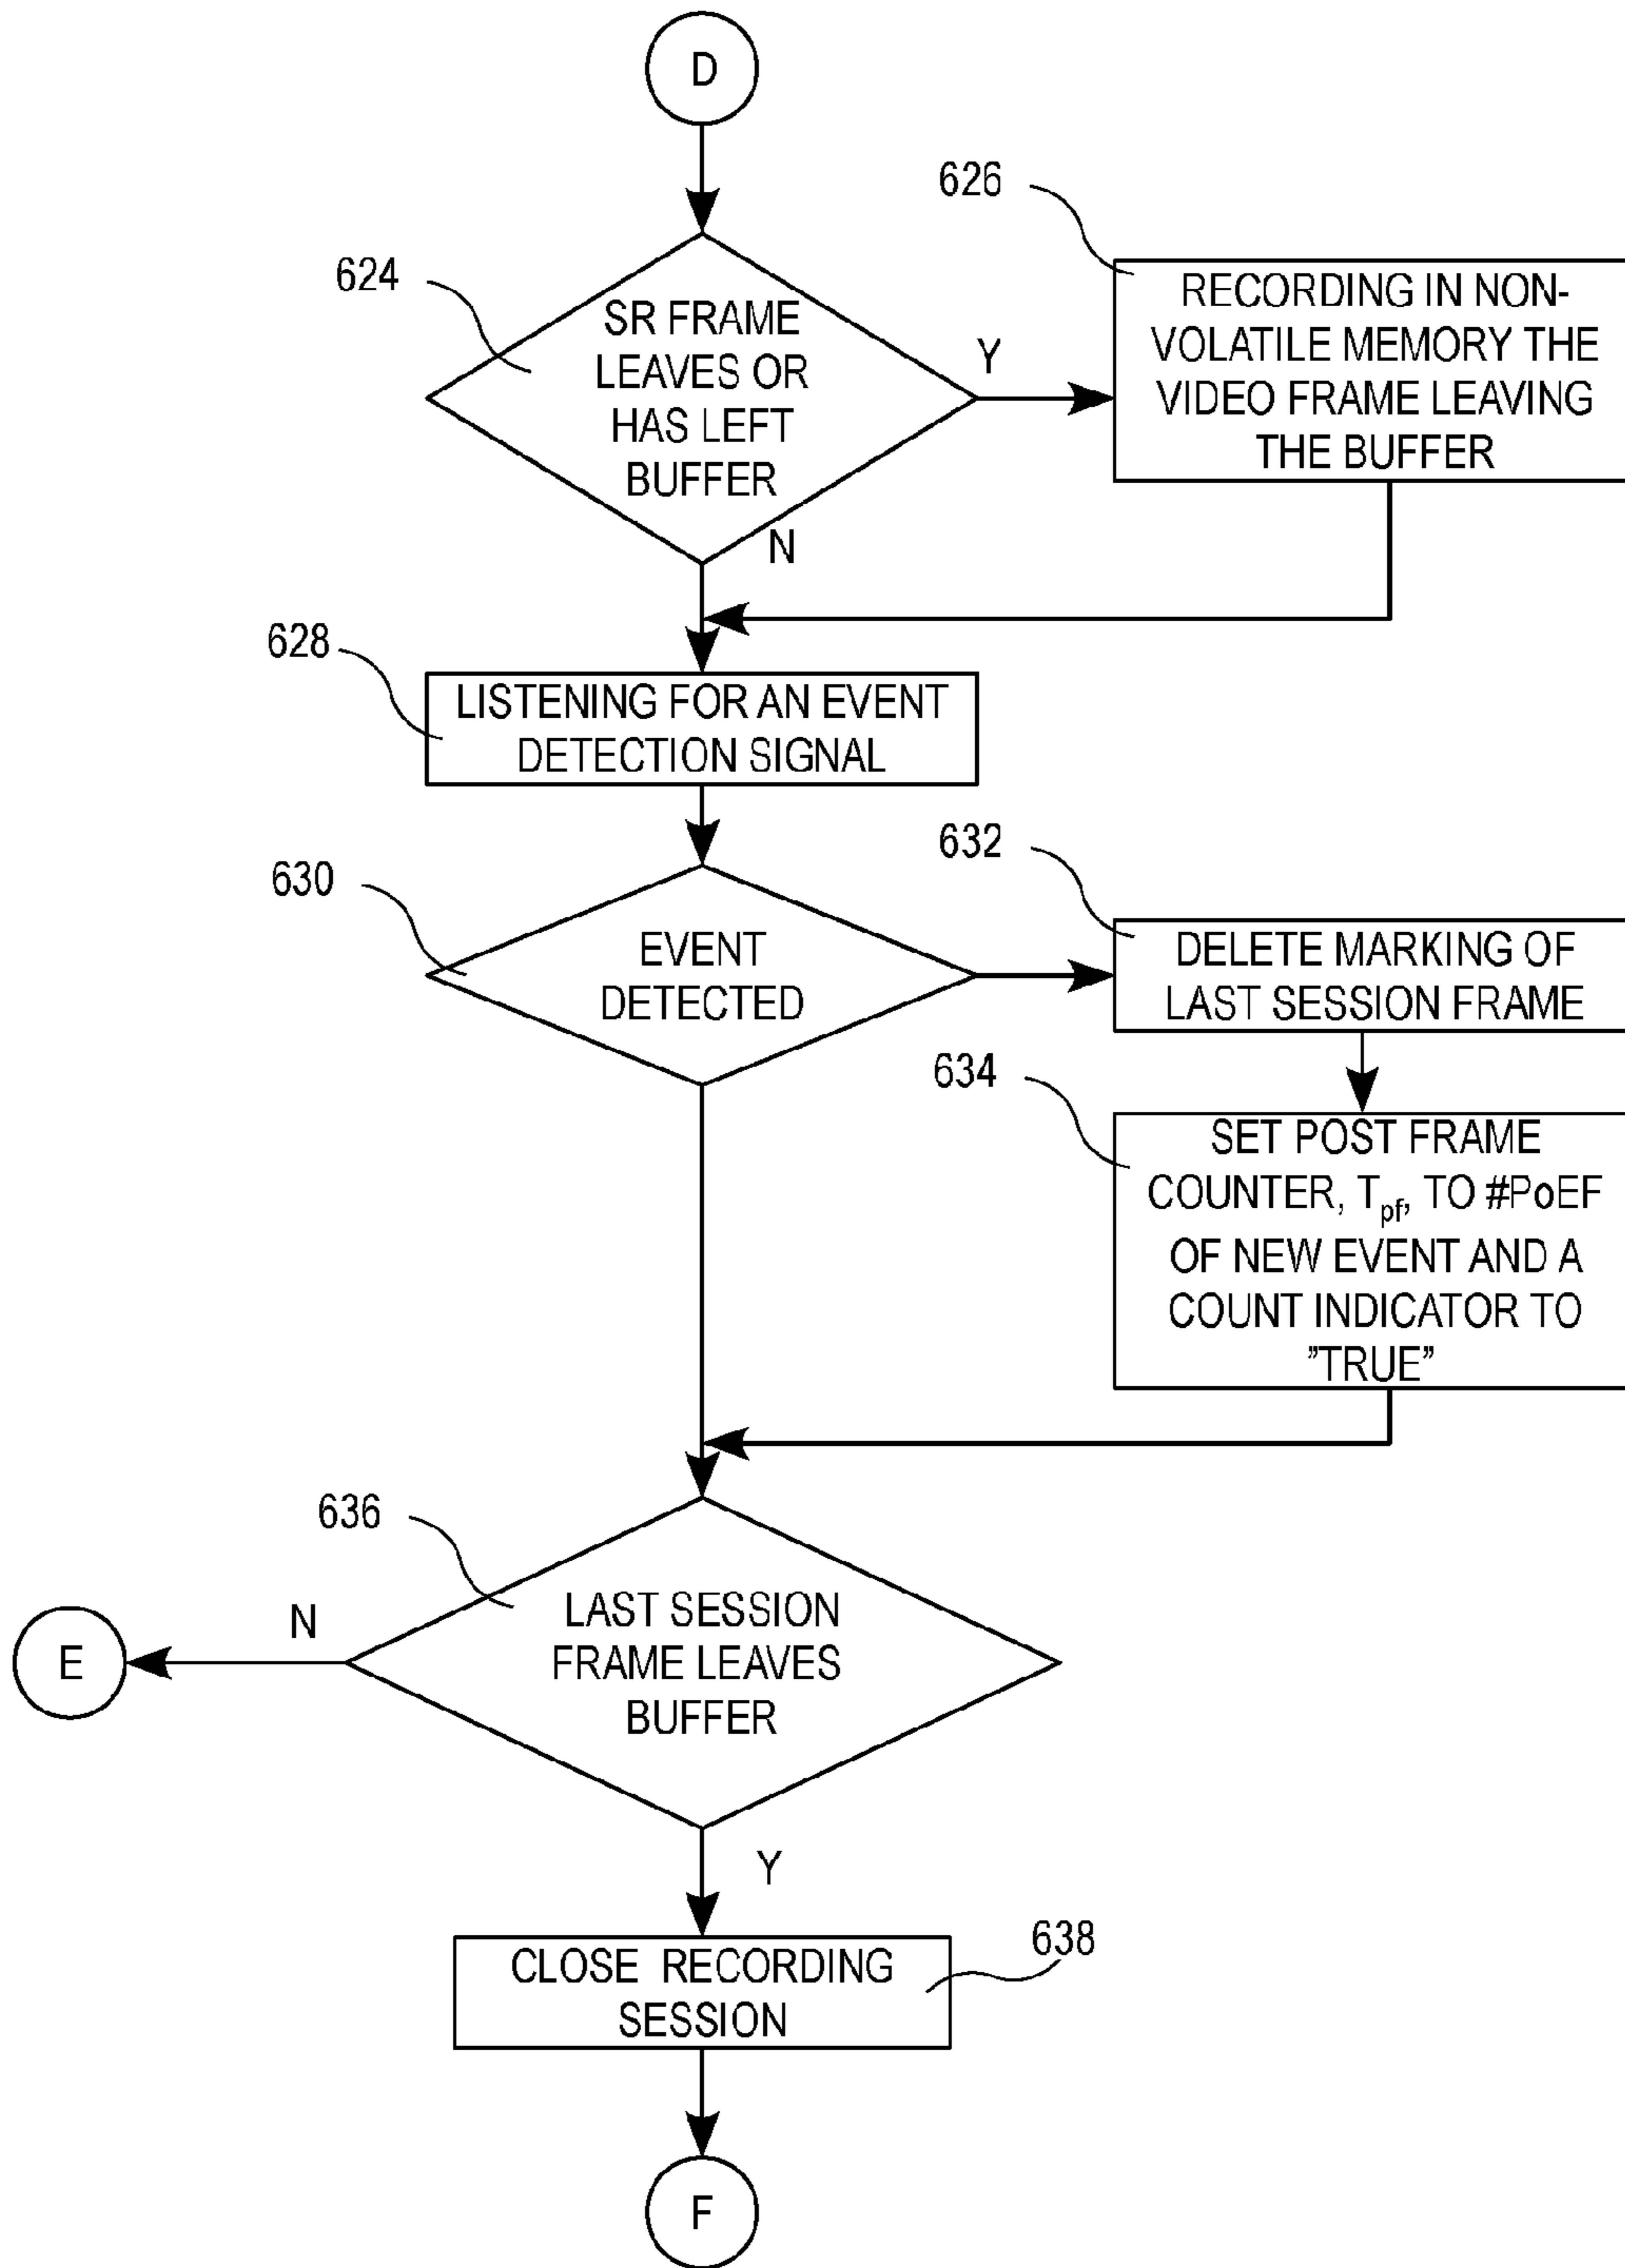 D
626
624
SR FRAME
LEAVES OR
HAS LEFT
BUFFER
Y
RECORDING IN NON-
VOLATILE MEMORY THE
VIDEO FRAME LEAVING
THE BUFFER
N
628
LISTENING FOR AN EVENT
DETECTION SIGNAL
632
630
EVENT
DETECTED
DELETE MARKING OF
LAST SESSION FRAME
634
SET POST FRAME
COUNTER, Tpf, TO #PoEF
OF NEW EVENT AND A
COUNT INDICATOR TO
”TRUE”
636
LAST SESSION
FRAME LEAVES
BUFFER
N
E
Y
638
CLOSE RECORDING
SESSION
F